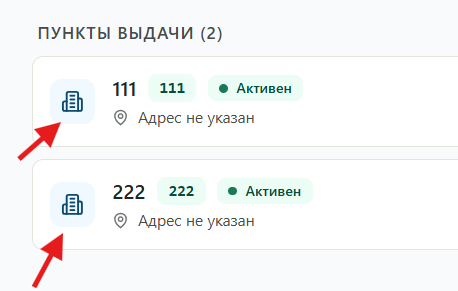 ПУНКТЫ ВЫДАЧИ (2)
111 111 Активен
Адрес не указан
222 222 Активен
Адрес не указан